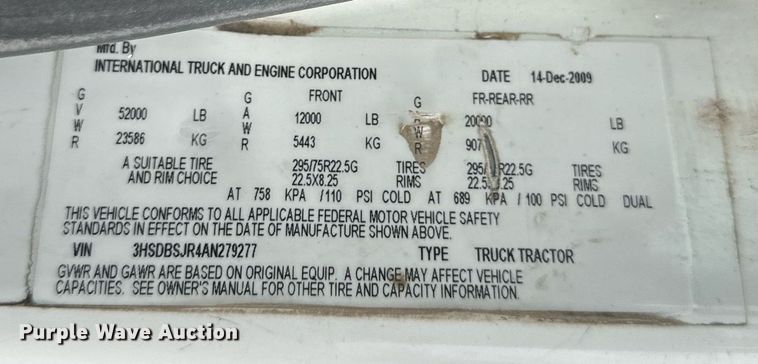 Mfd. By
INTERNATIONAL TRUCK AND ENGINE CORPORATION DATE 14-Dec-2009
GVWR 52000 LB GAWR FRONT 12000 LB G WR FR-REAR-RR LB
23586 KG 5443 KG KG
A SUITABLE TIRE 295/75R22.5G TIRES TIRES
AND RIM CHOICE 22.5X8.25 RIMS RIMS
AT 758 KPA /110 PSI COLD AT 689 KPA / 100 PSI COLD DUAL
THIS VEHICLE CONFORMS TO ALL APPLICABLE FEDERAL MOTOR VEHICLE SAFETY
STANDARDS IN EFFECT ON THE DATE OF MANUFACTURE SHOWN ABOVE.
VIN 3HSDBSJR4AN279277 TYPE TRUCK TRACTOR
GVWR AND GAWR ARE BASED ON ORIGINAL EQUIP. A CHANGE MAY AFFECT VEHICLE
CAPACITIES. SEE OWNER'S MANUAL FOR OTHER TIRE AND CAPACITY INFORMATION.
Purple Wave Auction